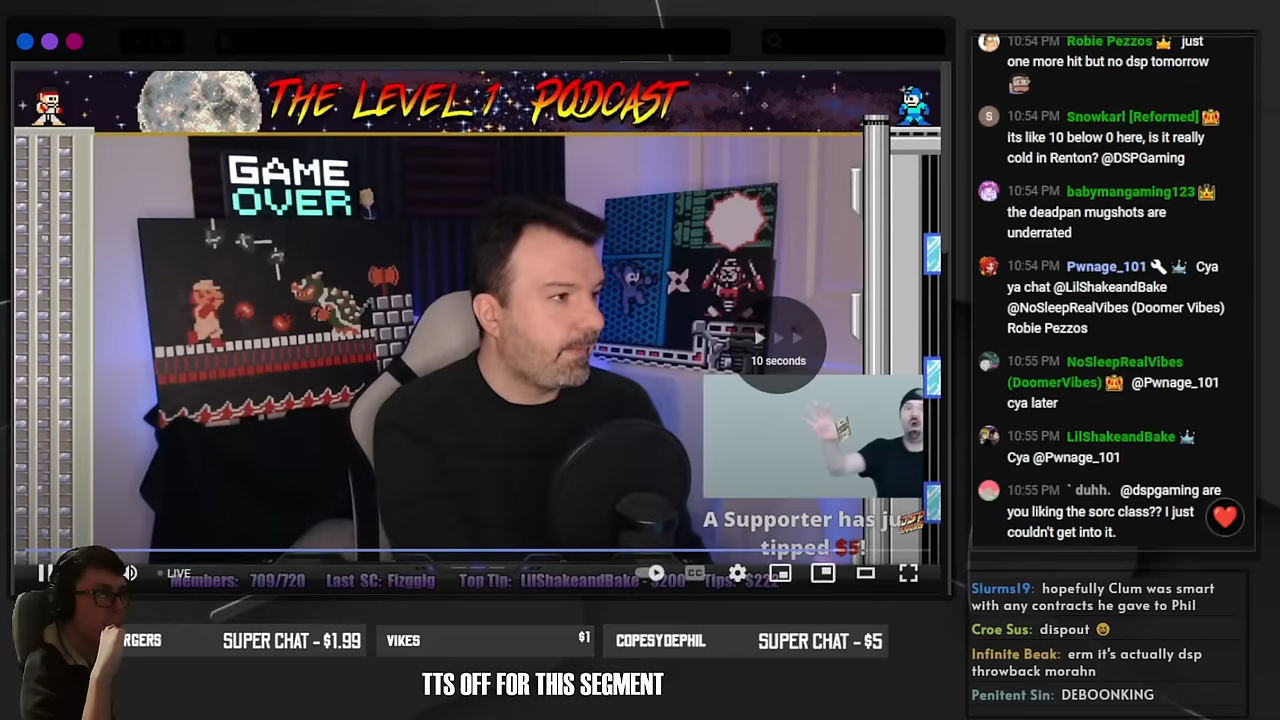 THE LEVEL 1 PODCAST
GAME
OVER
10 seconds
A Supporter has ju
tipped $5!
LIVE
Members: 709/720 Last SC: Fizggig Top Tip: LilShakeandBake - $200 Tips: $222
RGERS SUPER CHAT - $1.99
VIKES $1
COPESYDEPHIL SUPER CHAT - $5
TTS OFF FOR THIS SEGMENT
10:54 PM Robie Pezzos 👑 just
one more hit but no dsp tomorrow
S 10:54 PM Snowkarl [Reformed]
its like 10 below 0 here, is it really
cold in Renton? @DSPGaming
10:54 PM babymangaming123
the deadpan mugshots are
underrated
10:54 PM Pwnage_101 Cya
ya chat @LilShakeandBake
@NoSleepRealVibes (Doomer Vibes)
Robie Pezzos
10:55 PM NoSleepRealVibes
(DoomerVibes) @Pwnage_101
cya later
10:55 PM LilShakeandBake
Cya @Pwnage_101
10:55 PM ` duhh. @dspgaming are
you liking the sorc class?? I just
couldn't get into it.
Slurms19: hopefully Clum was smart
with any contracts he gave to Phil
Croe Sus: dispout 😆
Infinite Beak: erm it's actually dsp
throwback morahn
Penitent Sin: DEBOONKING